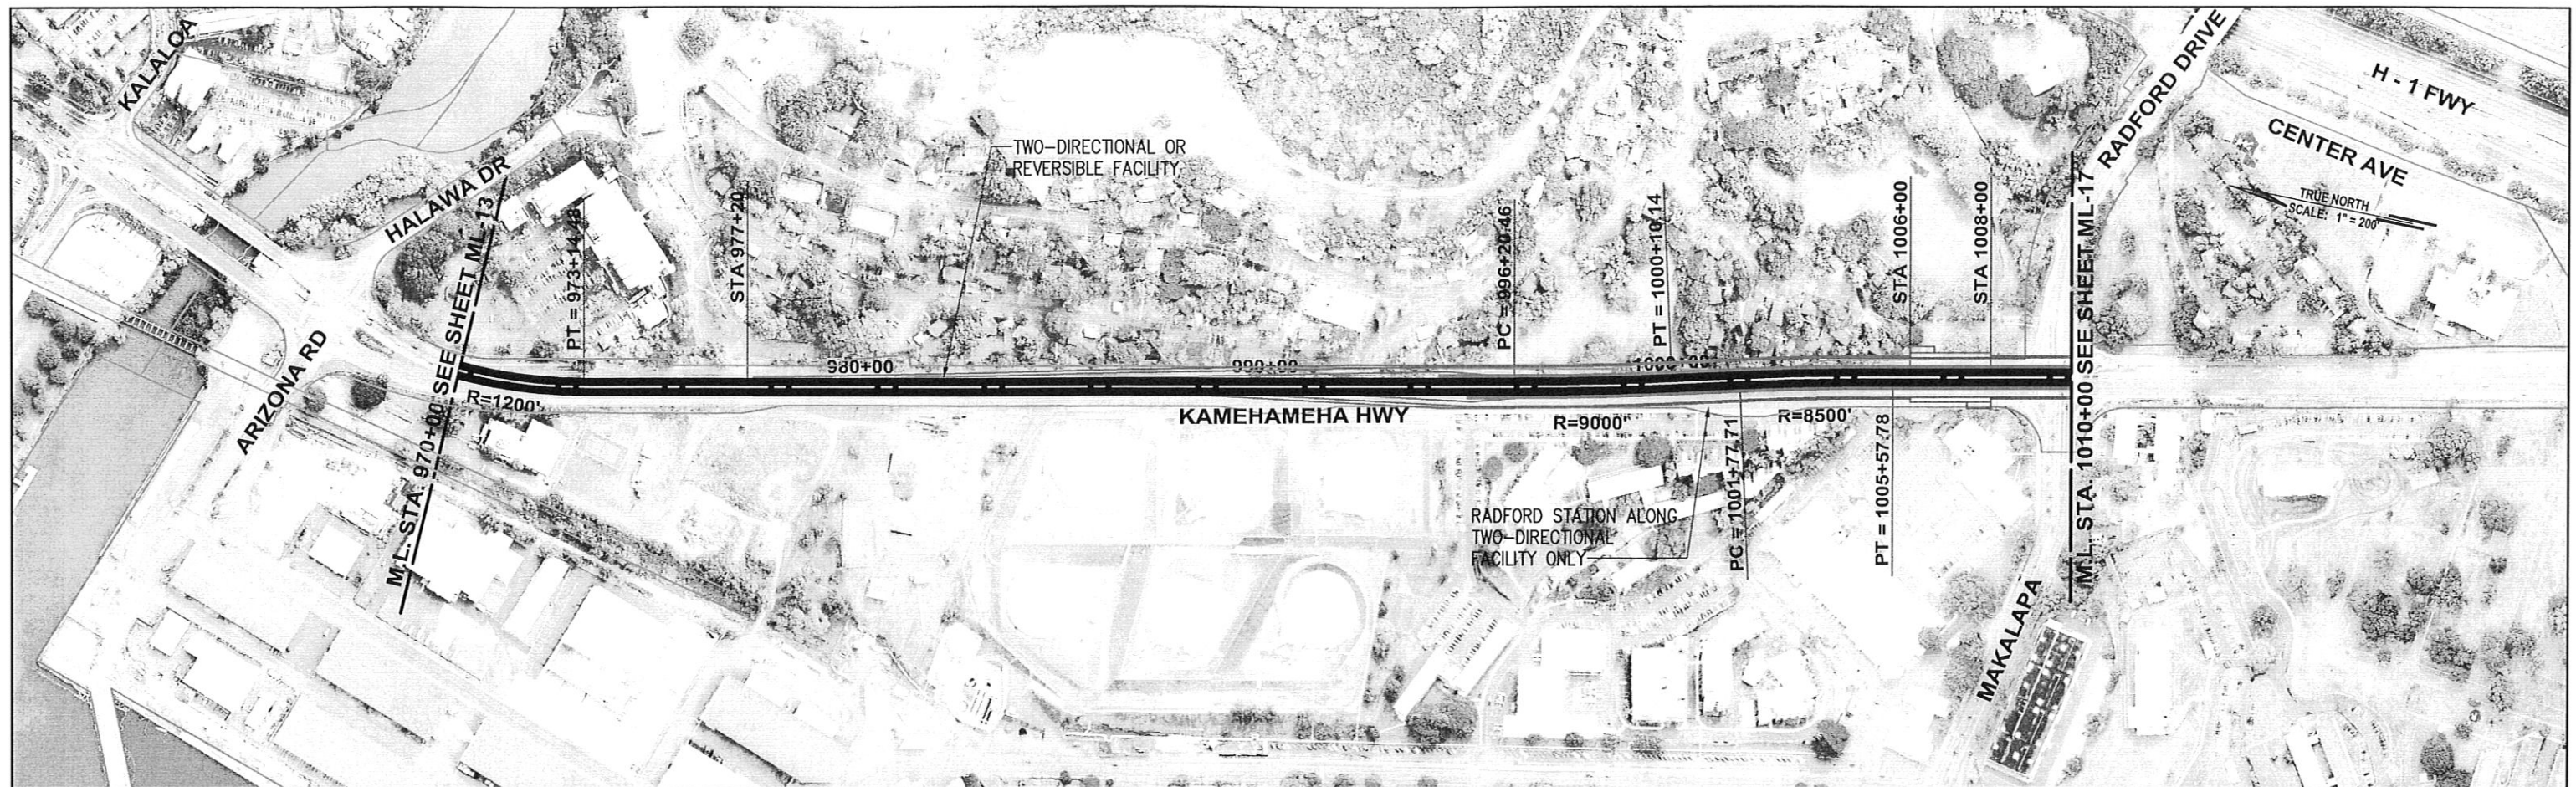 KALALOA
HALAWA DR
ARIZONA RD
M.L. STA. 970+00 SEE SHEET ML-13
R=1200'
PT = 973+14.48
STA 977+20
TWO-DIRECTIONAL OR
REVERSIBLE FACILITY
980+00
990+00
KAMEHAMEHA HWY
PC = 996+20.46
PT = 1000+10.14
1000+00
R=9000'
RADFORD STATION ALONG
TWO-DIRECTIONAL
FACILITY ONLY
PC = 1001+77.71
R=8500'
PT = 1005+57.78
STA 1006+00
STA 1008+00
M.L. STA. 1010+00 SEE SHEET ML-17
MAKALAPA
RADFORD DRIVE
H - 1 FWY
CENTER AVE
TRUE NORTH
SCALE: 1" = 200'